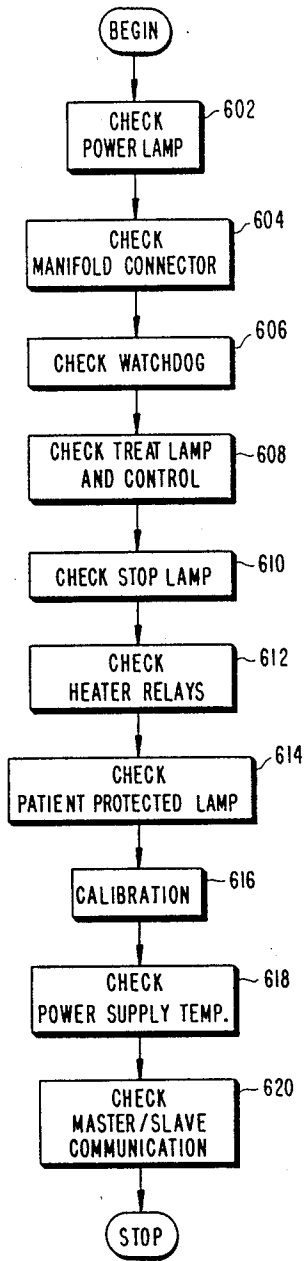 BEGIN
CHECK
POWER LAMP
602
CHECK
MANIFOLD CONNECTOR
604
CHECK WATCHDOG
606
CHECK TREAT LAMP
AND CONTROL
608
CHECK STOP LAMP
610
CHECK
HEATER RELAYS
612
CHECK
PATIENT PROTECTED LAMP
614
CALIBRATION
616
CHECK
POWER SUPPLY TEMP.
618
CHECK
MASTER/SLAVE
COMMUNICATION
620
STOP